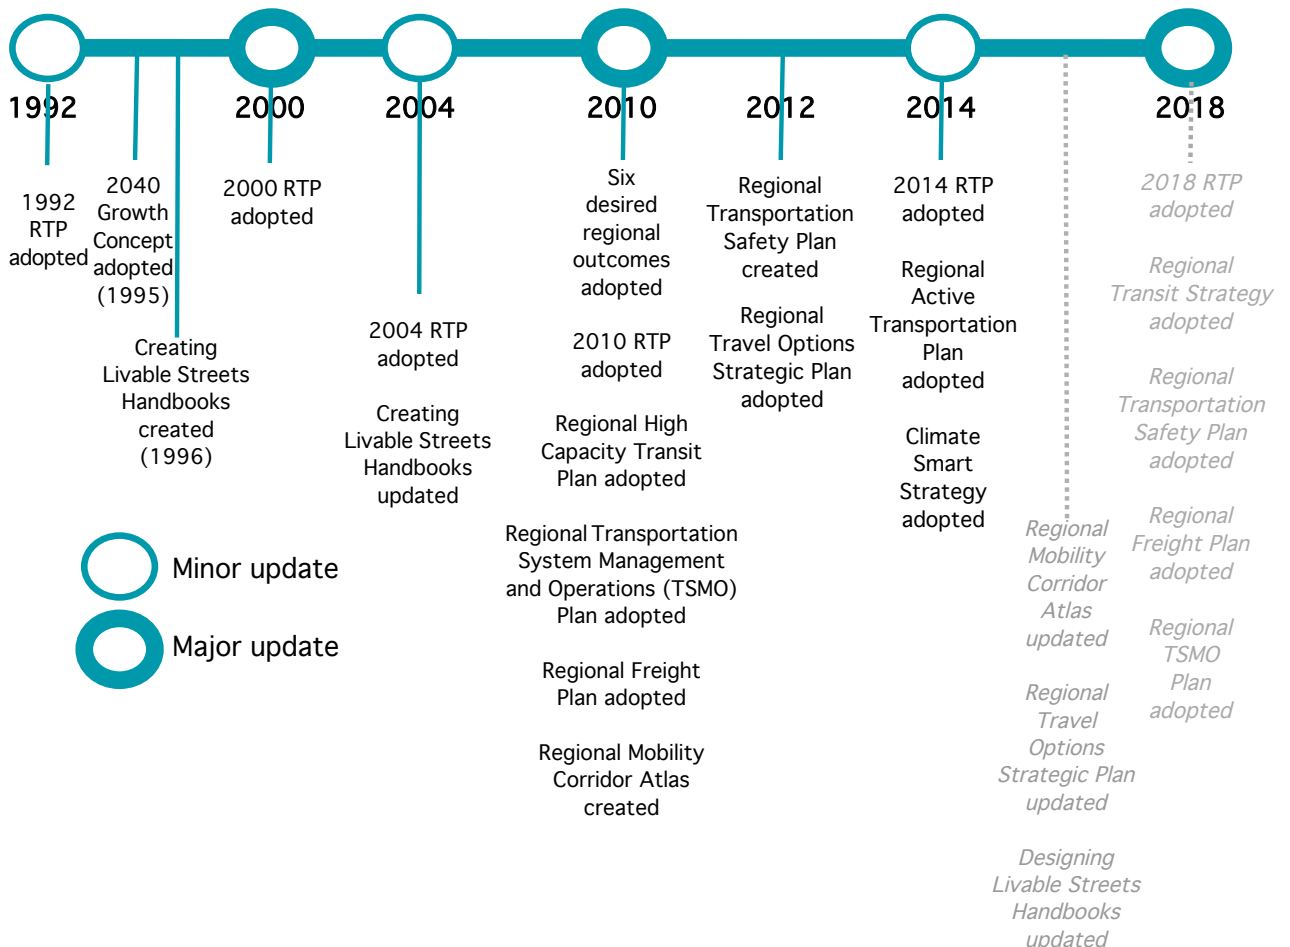 1992
2000
2004
2010
2012
2014
2018
1992
RTP
adopted
2040
Growth
Concept
adopted
(1995)
Creating
Livable Streets
Handbooks
created
(1996)
2000 RTP
adopted
2004 RTP
adopted
Creating
Livable Streets
Handbooks
updated
Six
desired
regional
outcomes
adopted
2010 RTP
adopted
Regional High
Capacity Transit
Plan adopted
Regional Transportation
System Management
and Operations (TSMO)
Plan adopted
Regional Freight
Plan adopted
Regional Mobility
Corridor Atlas
created
Regional
Transportation
Safety Plan
created
Regional
Travel Options
Strategic Plan
adopted
2014 RTP
adopted
Regional
Active
Transportation
Plan
adopted
Climate
Smart
Strategy
adopted
Regional
Mobility
Corridor
Atlas
updated
Regional
Travel
Options
Strategic Plan
updated
Designing
Livable Streets
Handbooks
updated
2018 RTP
adopted
Regional
Transit Strategy
adopted
Regional
Transportation
Safety Plan
adopted
Regional
Freight Plan
adopted
Regional
TSMO
Plan
adopted
Minor update
Major update